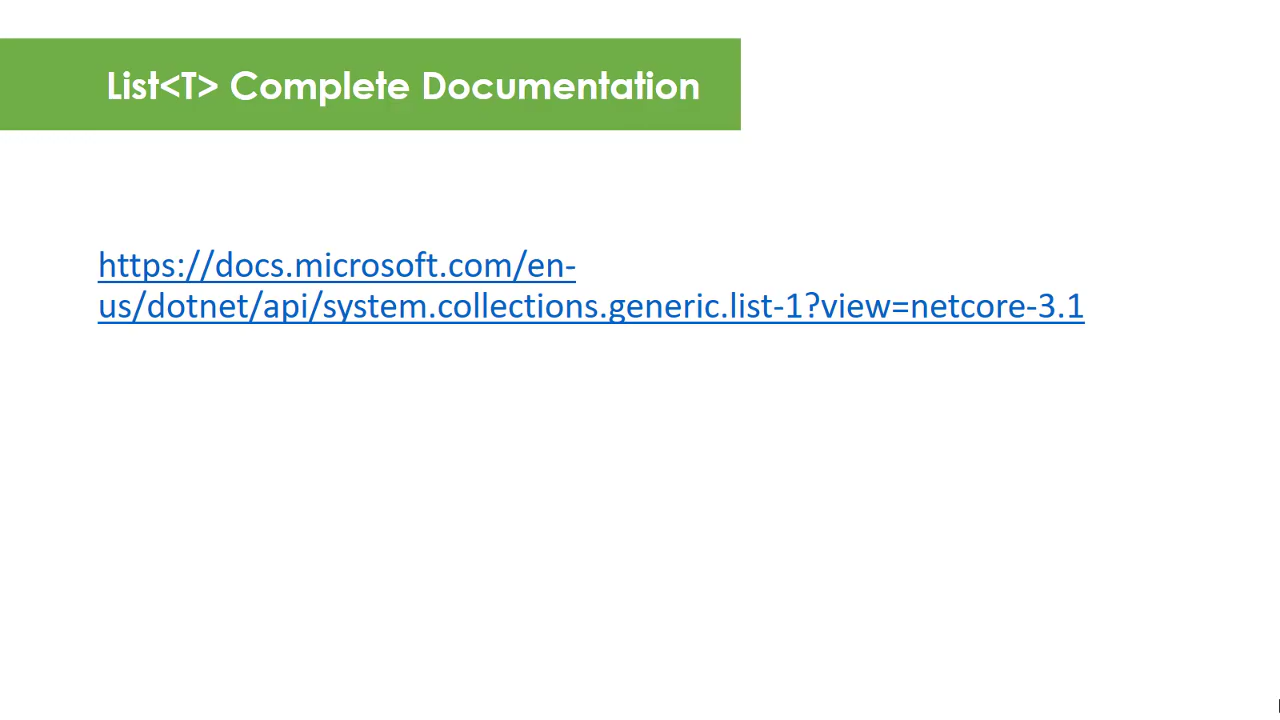 List<T> Complete Documentation
https://docs.microsoft.com/en-
us/dotnet/api/system.collections.generic.list-1?view=netcore-3.1